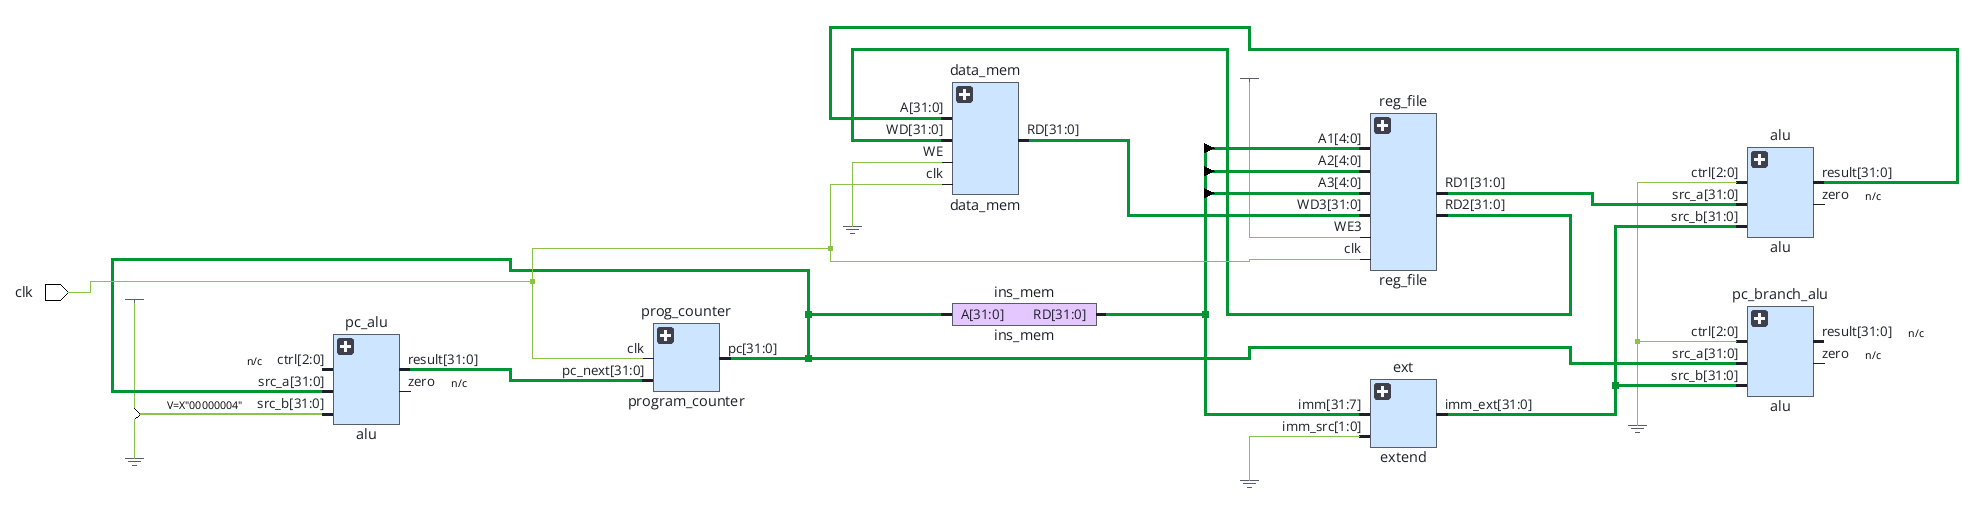 clk
pc_alu
n/c
ctrl[2:0]
src_a[31:0]
V=X"00000004"
src_b[31:0]
result[31:0]
zero
n/c
alu
prog_counter
clk
pc_next[31:0]
pc[31:0]
program_counter
data_mem
A[31:0]
WD[31:0]
WE
clk
RD[31:0]
data_mem
ins_mem
A[31:0] RD[31:0]
ins_mem
reg_file
A1[4:0]
A2[4:0]
A3[4:0]
WD3[31:0]
WE3
clk
RD1[31:0]
RD2[31:0]
reg_file
ext
imm[31:7]
imm_src[1:0]
imm_ext[31:0]
extend
alu
ctrl[2:0]
src_a[31:0]
src_b[31:0]
result[31:0]
zero
n/c
alu
pc_branch_alu
ctrl[2:0]
src_a[31:0]
src_b[31:0]
result[31:0]
n/c
zero
n/c
alu